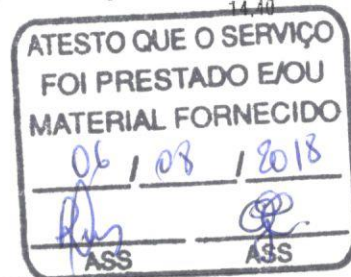 14,40
ATESTO QUE O SERVIÇO
FOI PRESTADO E/OU
MATERIAL FORNECIDO
06 / 08 / 2018
ASS ASS